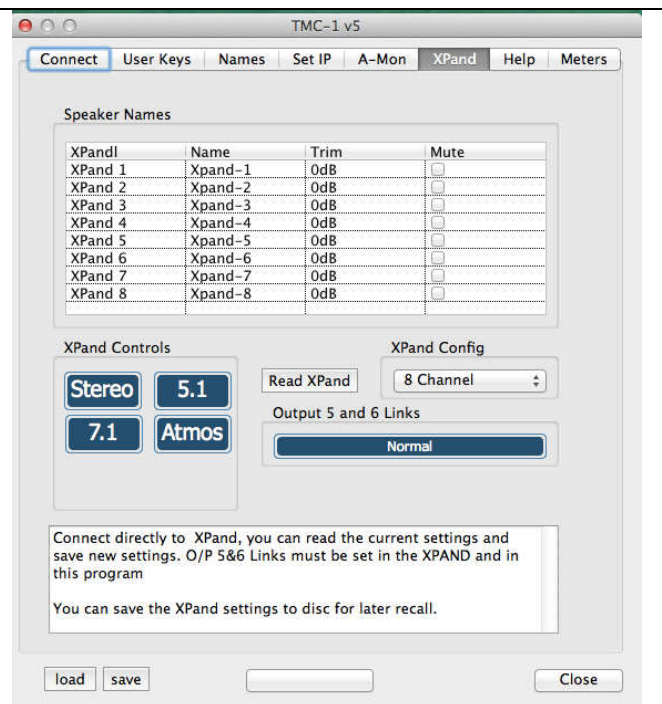 TMC-1 v5
Connect User Keys Names Set IP A-Mon XPand Help Meters
Speaker Names
XPandl Name Trim Mute
XPand 1 Xpand-1 0dB
XPand 2 Xpand-2 0dB
XPand 3 Xpand-3 0dB
XPand 4 Xpand-4 0dB
XPand 5 Xpand-5 0dB
XPand 6 Xpand-6 0dB
XPand 7 Xpand-7 0dB
XPand 8 Xpand-8 0dB
XPand Controls XPand Config
Stereo 5.1 Read XPand 8 Channel
Output 5 and 6 Links
7.1 Atmos Normal
Connect directly to XPand, you can read the current settings and
save new settings. O/P 5&6 Links must be set in the XPAND and in
this program
You can save the XPand settings to disc for later recall.
load save Close